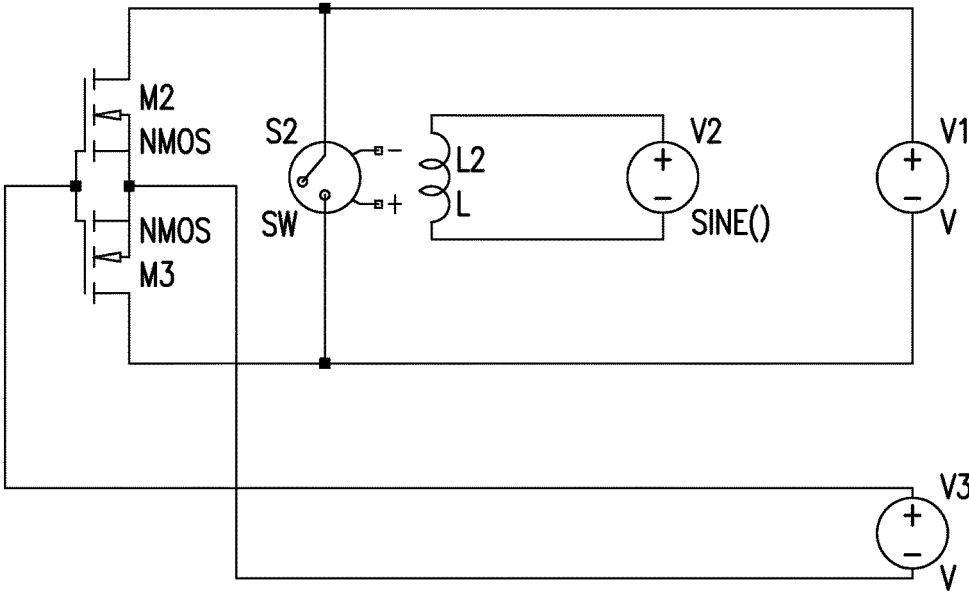 M2
NMOS
NMOS
M3
S2
SW
−
+
L2
L
V2
+
−
SINE()
V1
+
−
V
V3
+
−
V